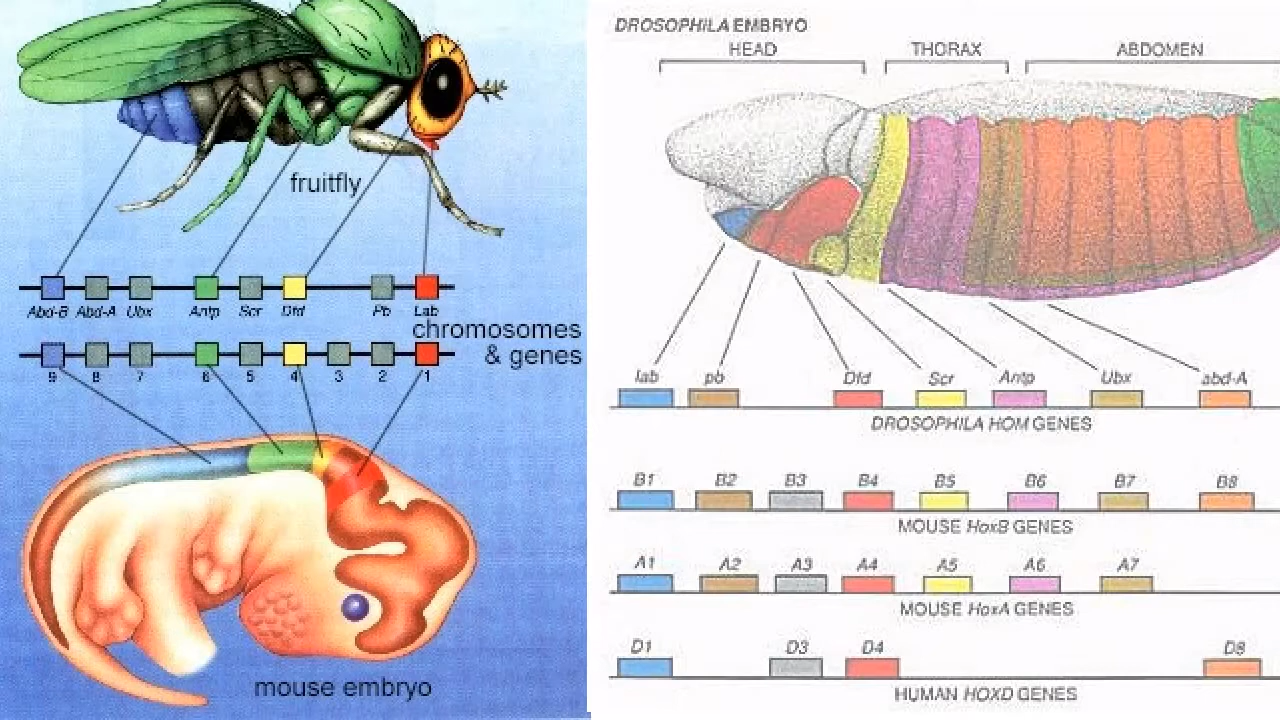 fruitfly
Abd-B Abd-A Ubx Antp Scr Dfd Pb Lab
chromosomes
& genes
9 8 7 6 5 4 3 2 1
mouse embryo
DROSOPHILA EMBRYO
HEAD THORAX ABDOMEN
lab pb Dfd Scr Antp Ubx abd-A
DROSOPHILA HOM GENES
B1 B2 B3 B4 B5 B6 B7 B8
MOUSE HoxB GENES
A1 A2 A3 A4 A5 A6 A7
MOUSE HoxA GENES
D1 D3 D4 D8
HUMAN HOXD GENES